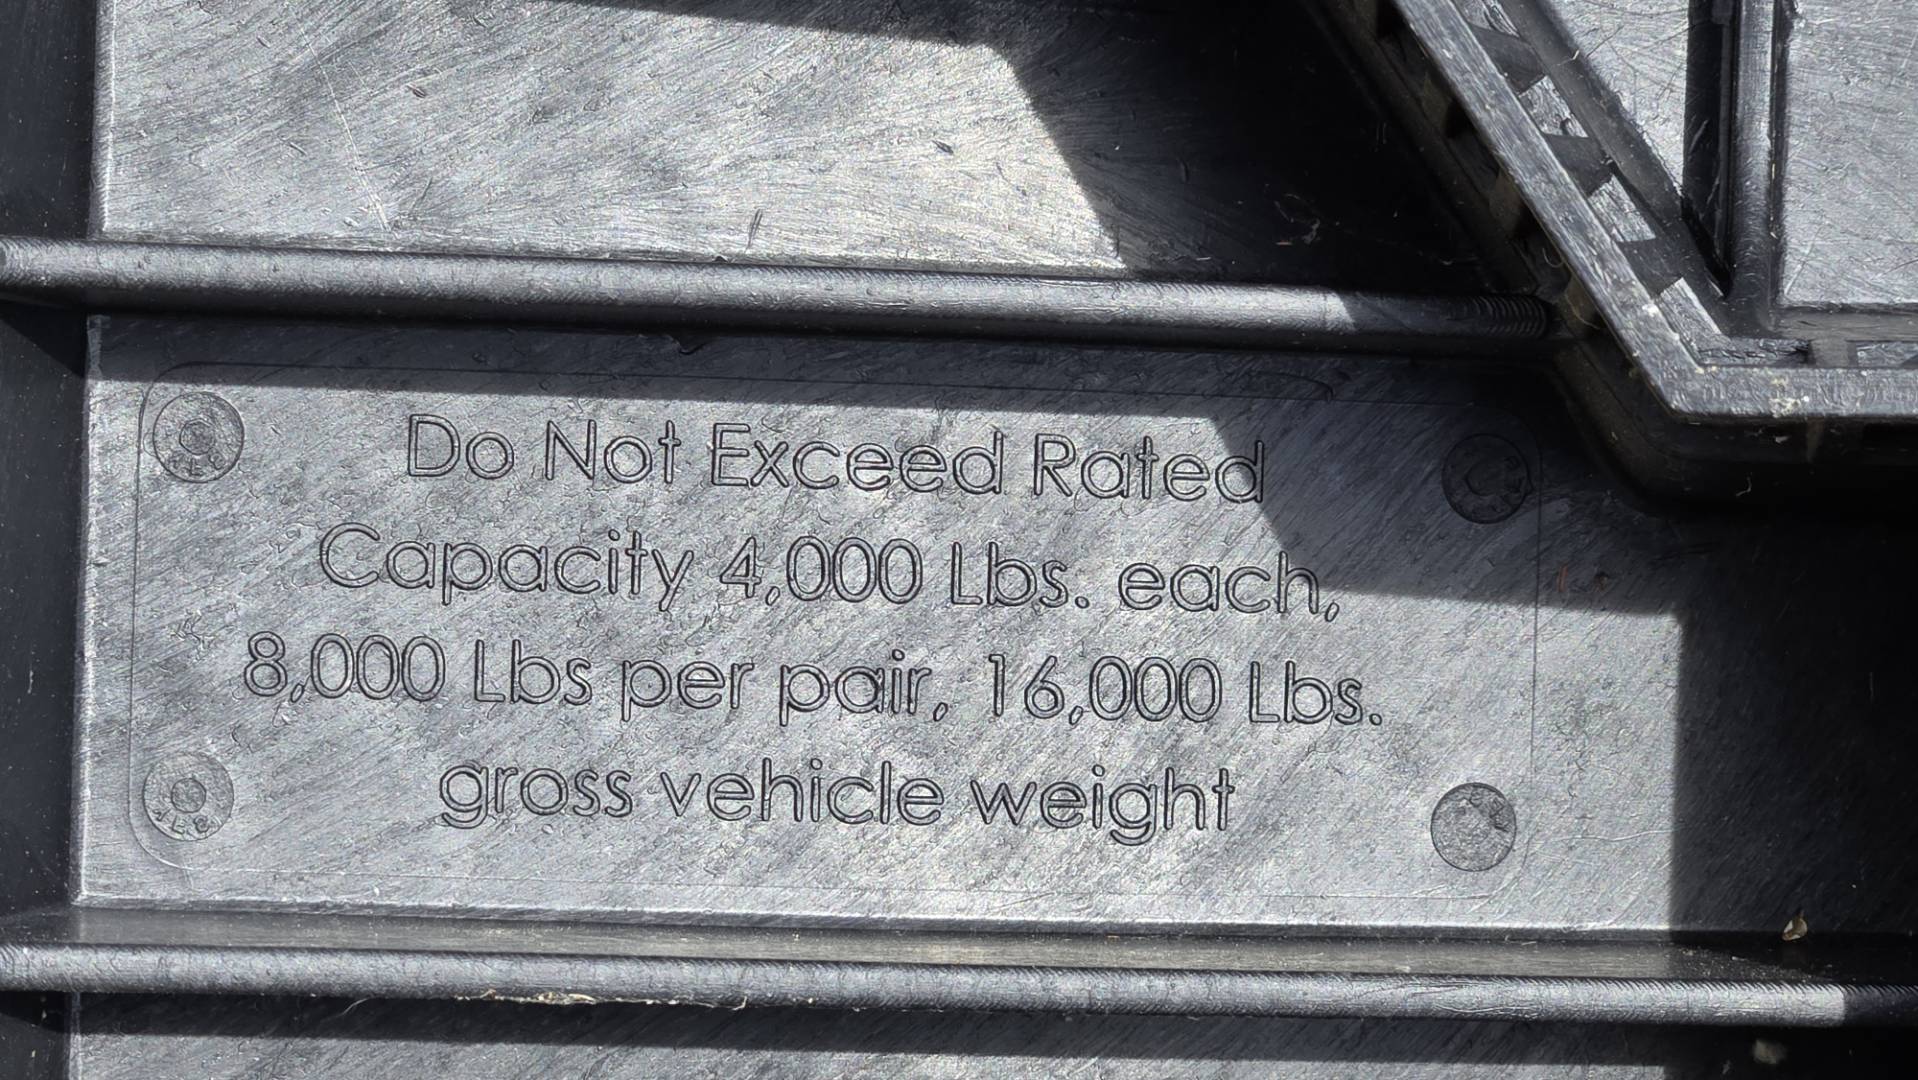 Do Not Exceed Rated
Capacity 4,000 Lbs. each,
8,000 Lbs per pair, 16,000 Lbs.
gross vehicle weight